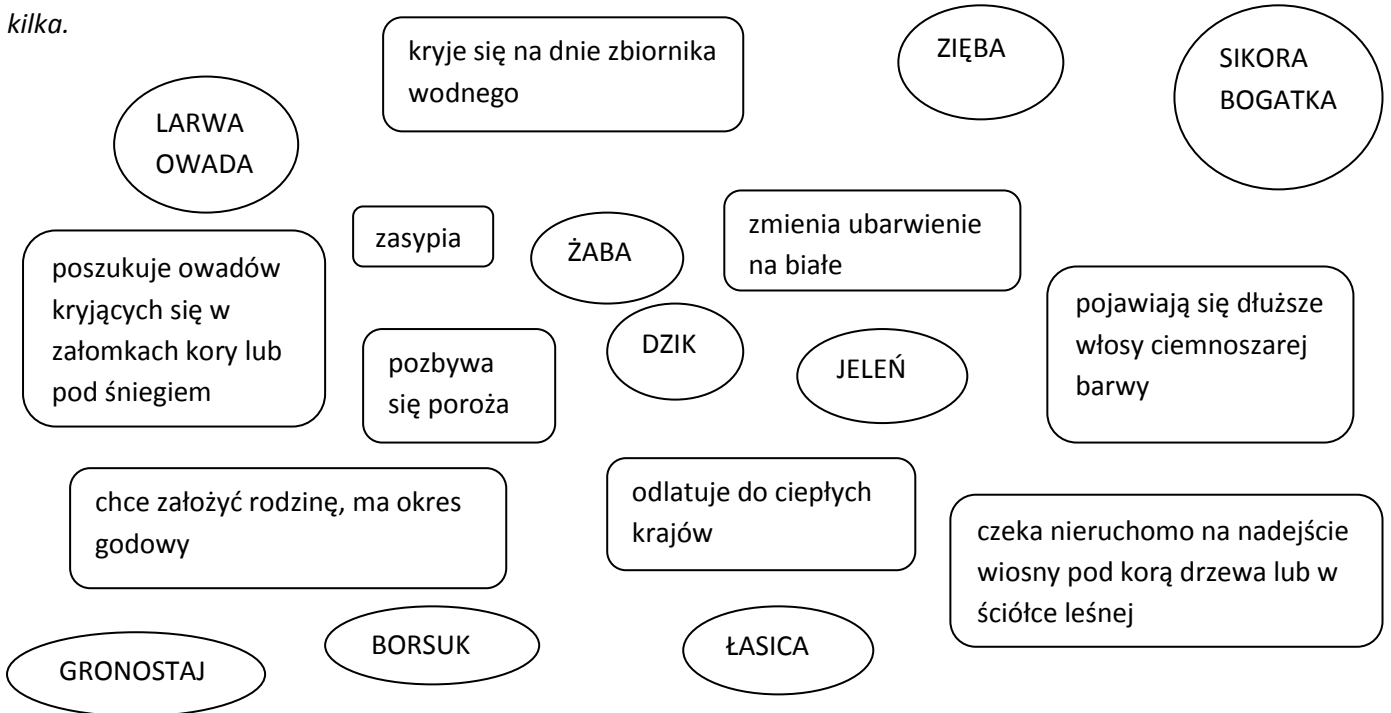 kilka.
kryje się na dnie zbiornika
wodnego
ZIĘBA
SIKORA
BOGATKA
LARWA
OWADA
zasypia
ŻABA
zmienia ubarwienie
na białe
poszukuje owadów
kryjących się w
załomkach kory lub
pod śniegiem
pozbywa
się poroża
DZIK
JELEŃ
pojawiają się dłuższe
włosy ciemnoszarej
barwy
chce założyć rodzinę, ma okres
godowy
odlatuje do ciepłych
krajów
czeka nieruchomo na nadejście
wiosny pod korą drzewa lub w
ściółce leśnej
GRONOSTAJ
BORSUK
ŁASICA